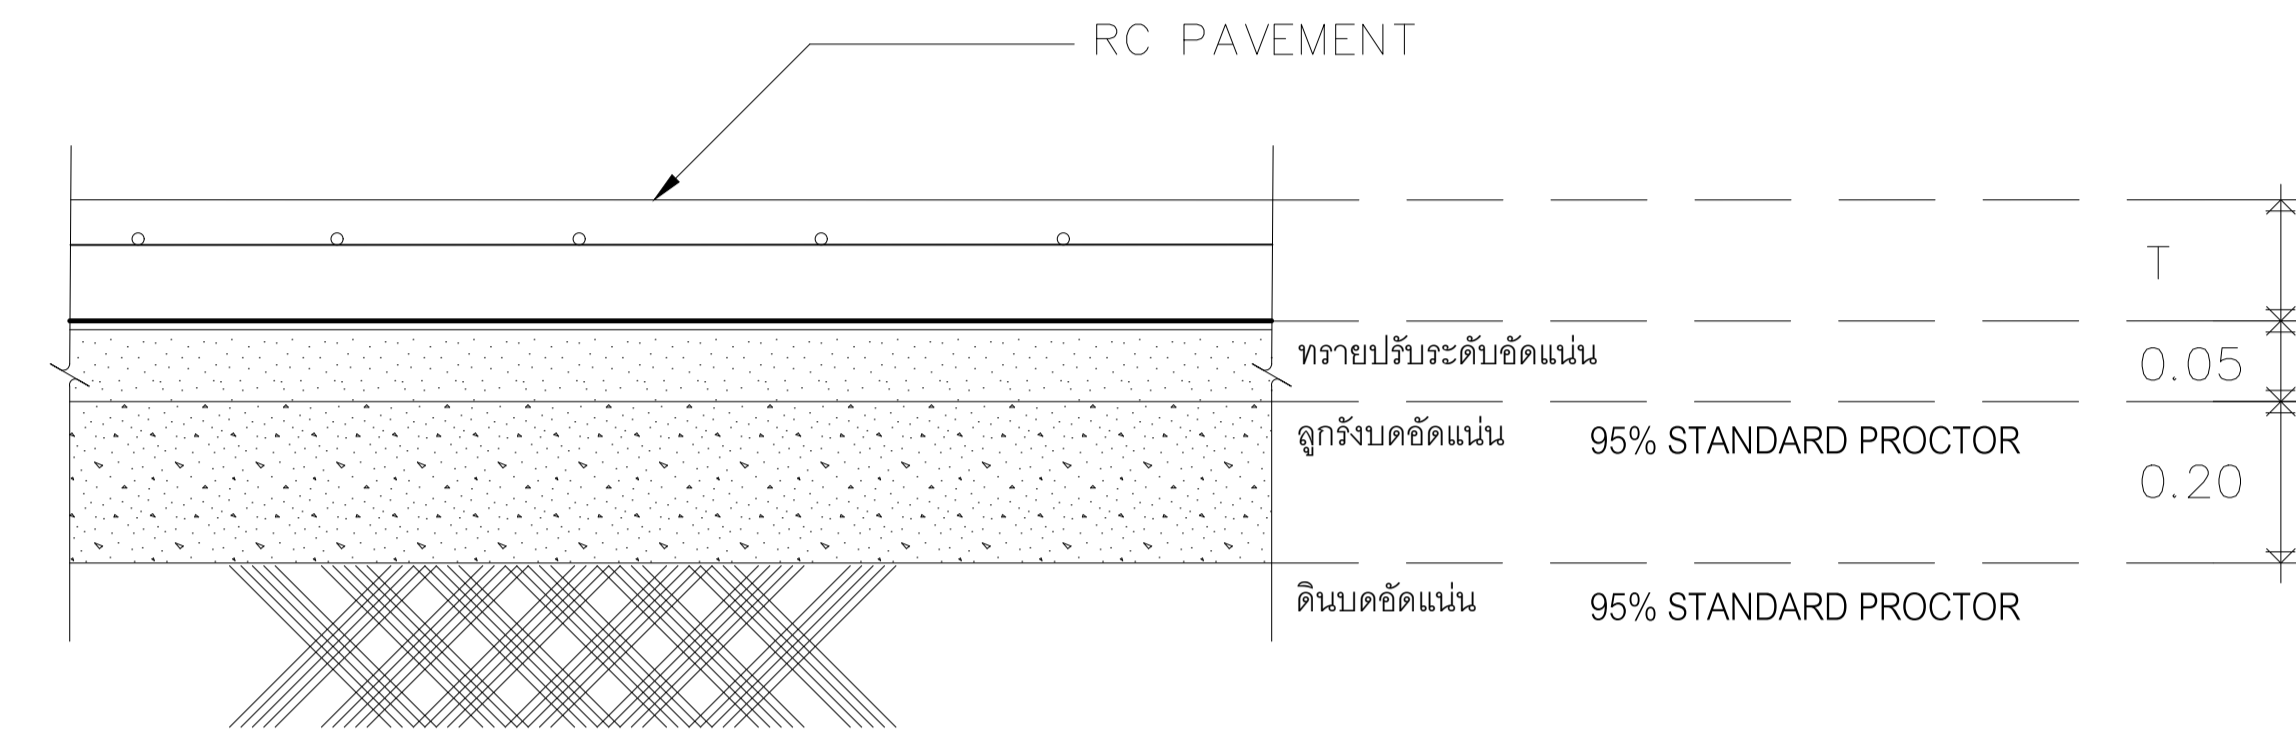 RC PAVEMENT
T
ทรายปรับระดับอัดแน่น 0.05
ลูกรังบดอัดแน่น 95% STANDARD PROCTOR
0.20
ดินบดอัดแน่น 95% STANDARD PROCTOR